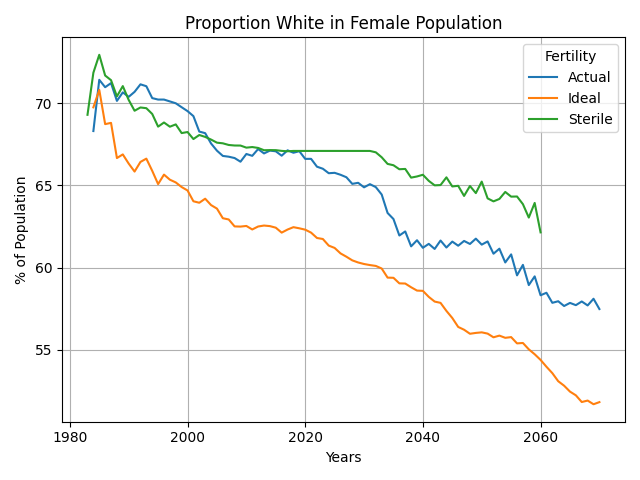 Proportion White in Female Population
Fertility
Actual
Ideal
Sterile
% of Population
70
65
60
55
1980
2000
2020
2040
2060
Years